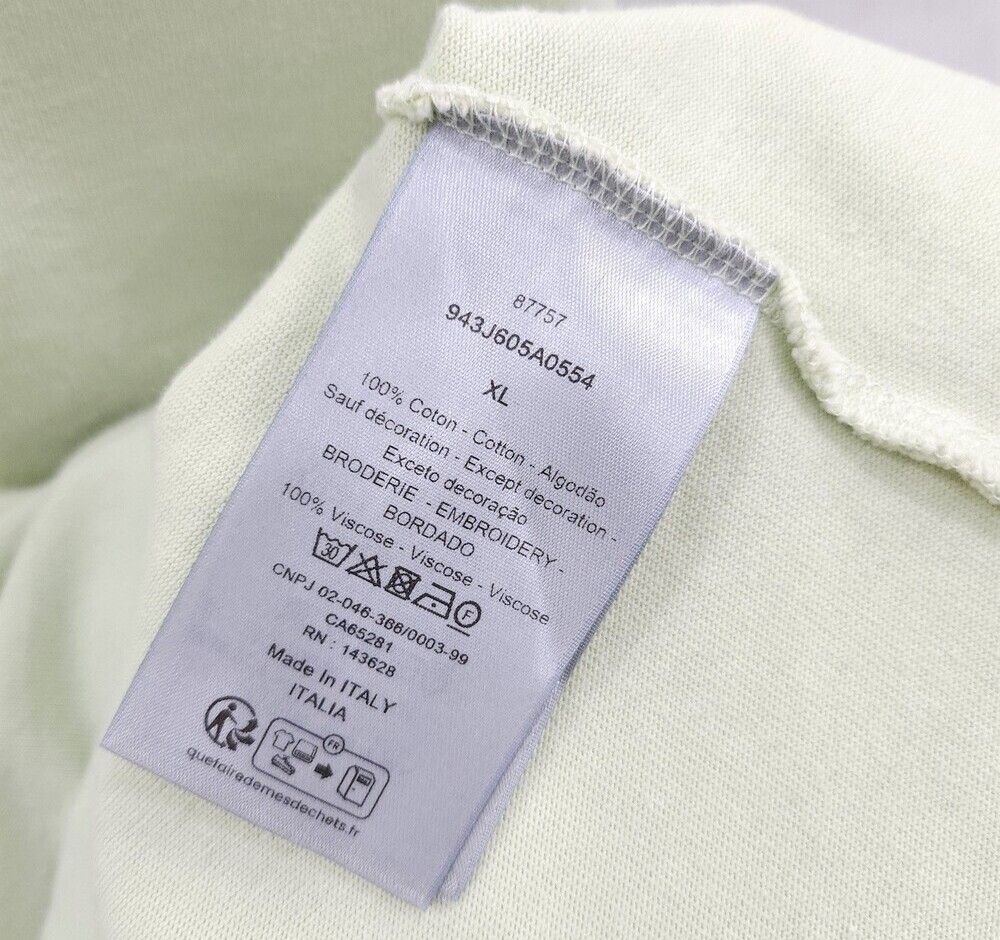 87757
943J605A0554
XL
100% Coton - Cotton - Algodão
Sauf décoration - Except decoration -
Exceto decoração
BRODERIE - EMBROIDERY -
BORDADO
100% Viscose - Viscose - Viscose
30 F
CNPJ 02-046-366/0003-99
CA65281
RN : 143628
Made In ITALY
ITALIA
FR
quefairedemesdechets.fr